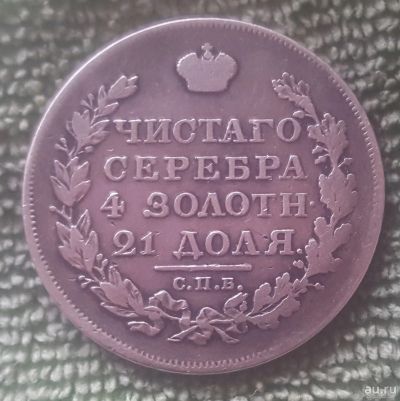 ЧИСТАГО
СЕРЕБРА
4 ЗОЛОТН·
21 ДОЛЯ.
С.П.Б.
au.ru